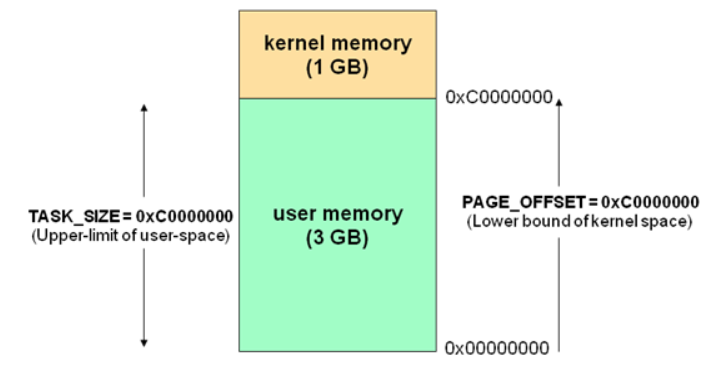 kernel memory
(1 GB)
0xC0000000
TASK_SIZE = 0xC0000000
(Upper-limit of user-space)
user memory
(3 GB)
PAGE_OFFSET = 0xC0000000
(Lower bound of kernel space)
0x00000000